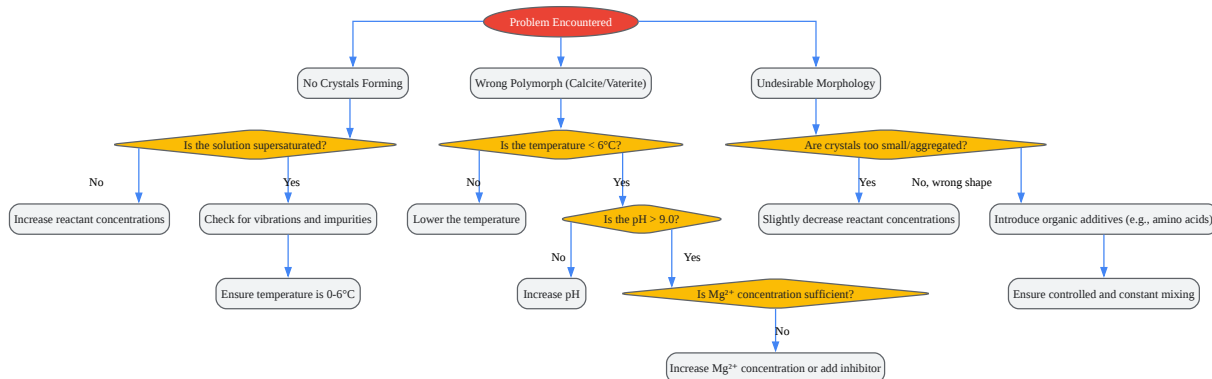 Problem Encountered
No Crystals Forming
Wrong Polymorph (Calcite/Vaterite)
Undesirable Morphology
Is the solution supersaturated?
Is the temperature < 6°C?
Are crystals too small/aggregated?
No
Yes
No
Yes
Yes
No, wrong shape
Increase reactant concentrations
Check for vibrations and impurities
Lower the temperature
Is the pH > 9.0?
Slightly decrease reactant concentrations
Introduce organic additives (e.g., amino acids)
No
Yes
Ensure temperature is 0-6°C
Increase pH
Is Mg²⁺ concentration sufficient?
Ensure controlled and constant mixing
No
Increase Mg²⁺ concentration or add inhibitor